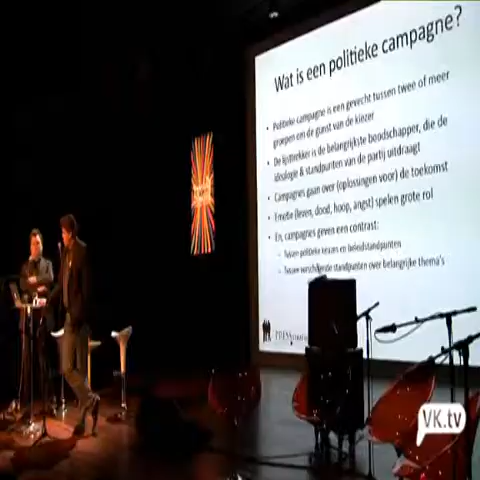 Wat is een politieke campagne?
• Politieke campagne is een gevecht tussen twee of meer
groepen om de gunst van de kiezer
• De lijsttrekker is de belangrijkste boodschapper, die de
ideologie & standpunten van de partij uitdraagt
• Campagnes gaan over (oplossingen voor) de toekomst
• Emotie (leven, dood, hoop, angst) spelen grote rol
• En, campagnes geven een contrast:
– Tussen politieke keuzes en beleidstandpunten
– Tussen verschillende standpunten over belangrijke thema's
VK.tv